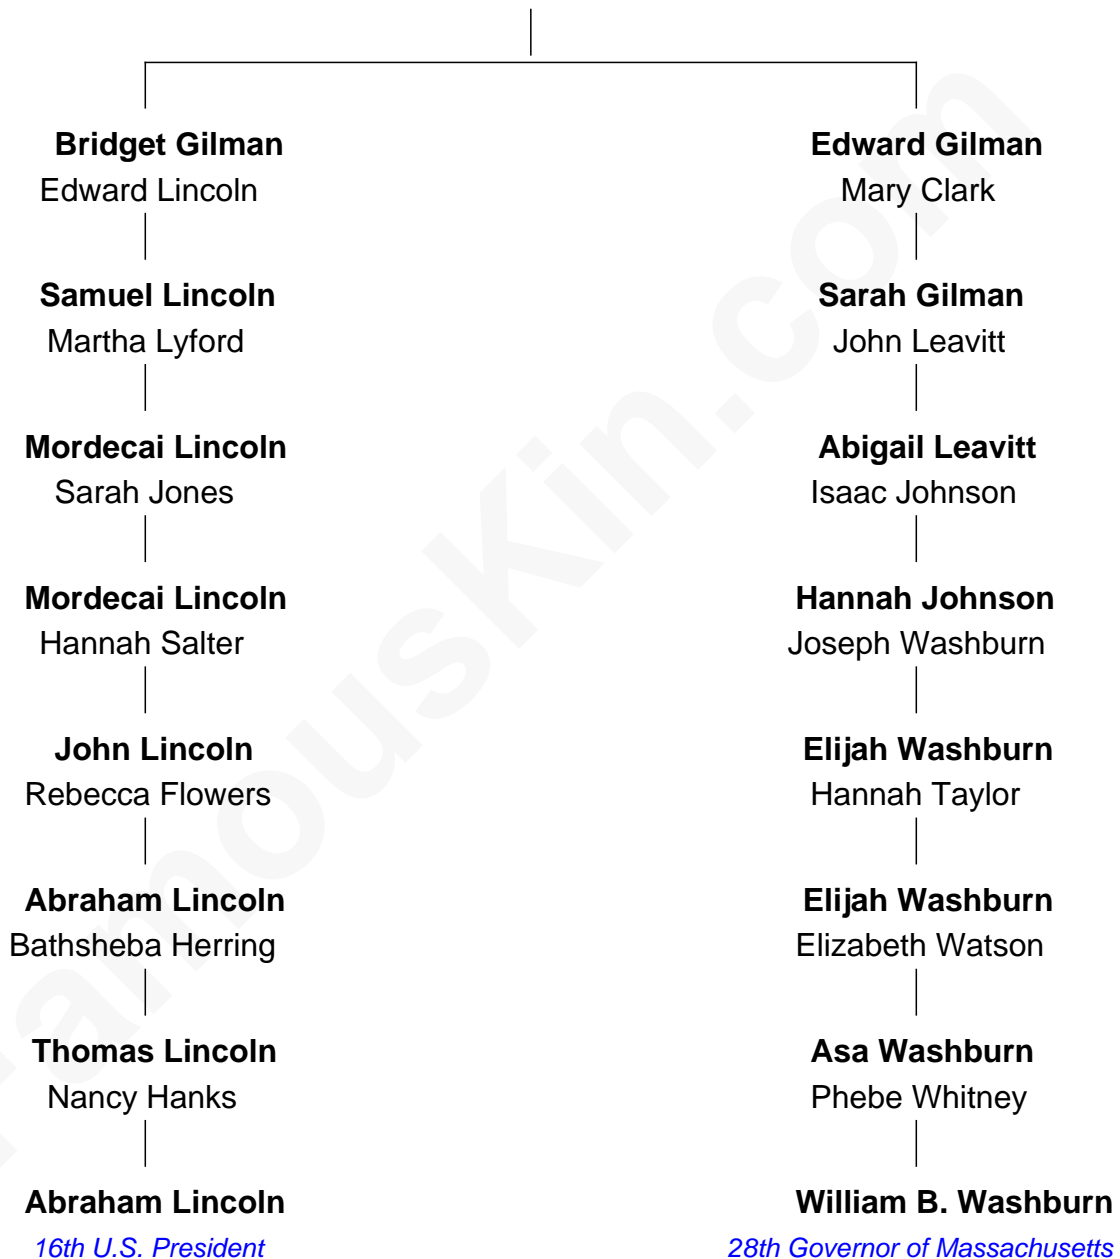 Bridget Gilman
Edward Lincoln
Samuel Lincoln
Martha Lyford
Mordecai Lincoln
Sarah Jones
Mordecai Lincoln
Hannah Salter
John Lincoln
Rebecca Flowers
Abraham Lincoln
Bathsheba Herring
Thomas Lincoln
Nancy Hanks
Abraham Lincoln
16th U.S. President
Edward Gilman
Mary Clark
Sarah Gilman
John Leavitt
Abigail Leavitt
Isaac Johnson
Hannah Johnson
Joseph Washburn
Elijah Washburn
Hannah Taylor
Elijah Washburn
Elizabeth Watson
Asa Washburn
Phebe Whitney
William B. Washburn
28th Governor of Massachusetts
FamousKin.com